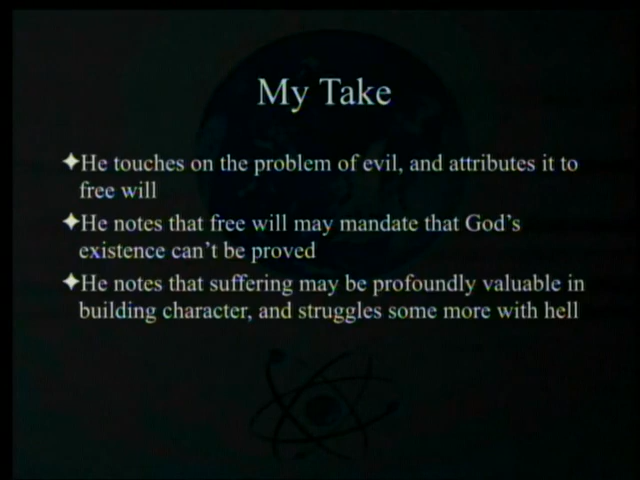 My Take
✦He touches on the problem of evil, and attributes it to
free will
✦He notes that free will may mandate that God's
existence can't be proved
✦He notes that suffering may be profoundly valuable in
building character, and struggles some more with hell